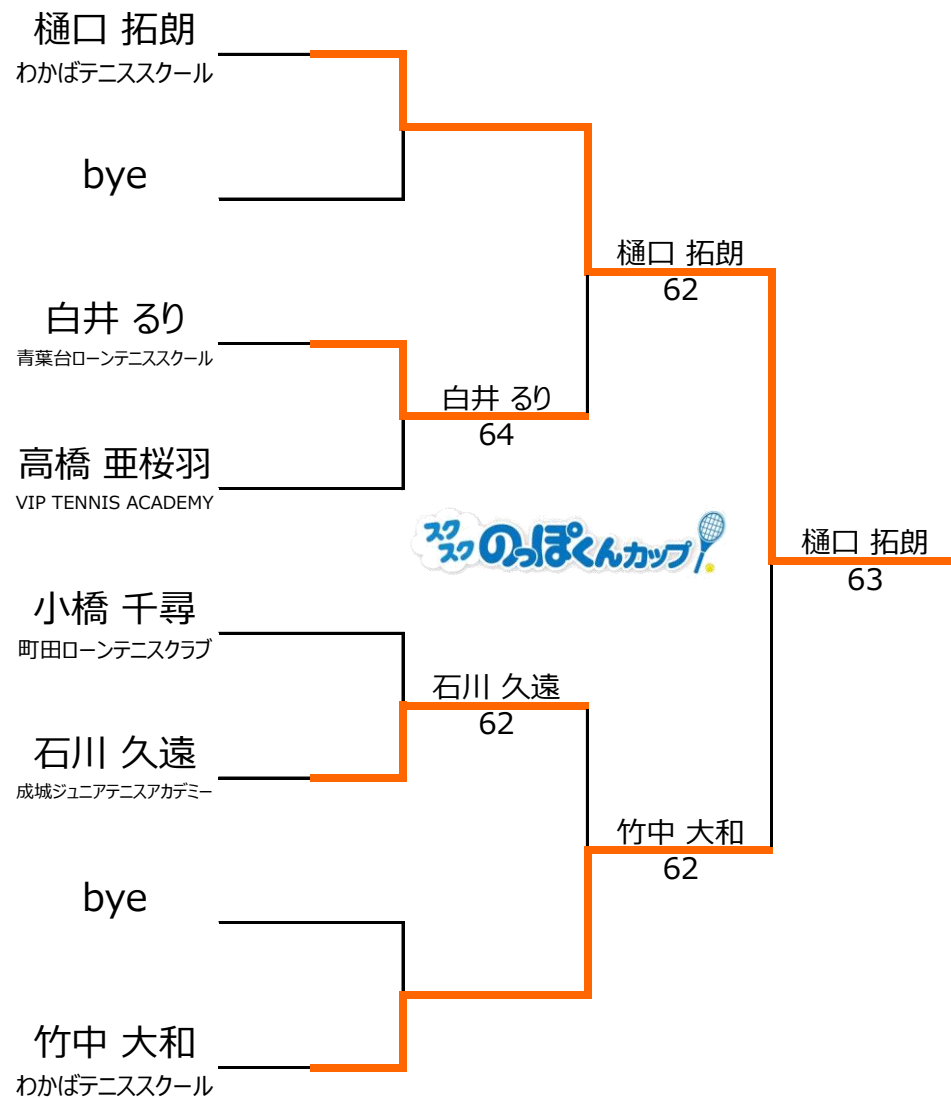 樋口 拓朗
わかばテニススクール
bye
樋口 拓朗
62
白井 るり
青葉台ローンテニススクール
白井 るり
64
高橋 亜桜羽
VIP TENNIS ACADEMY
スク
スク のっぽくんカップ
樋口 拓朗
63
小橋 千尋
町田ローンテニスクラブ
石川 久遠
62
石川 久遠
成城ジュニアテニスアカデミー
竹中 大和
62
bye
竹中 大和
わかばテニススクール